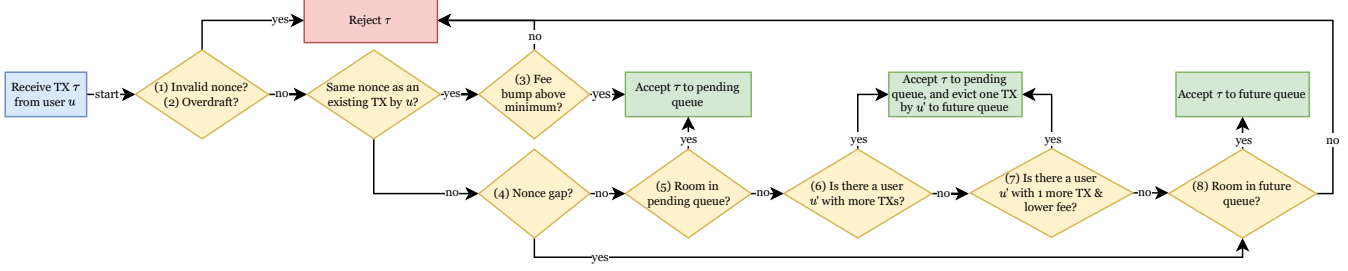 yes
Reject τ
no
Receive TX τ
from user u
start
(1) Invalid nonce?
(2) Overdraft?
no
Same nonce as an
existing TX by u?
yes
(3) Fee
bump above
minimum?
yes
Accept τ to pending
queue
Accept τ to pending
queue, and evict one TX
by u' to future queue
Accept τ to future queue
yes
yes
yes
yes
no
no
(4) Nonce gap?
no
(5) Room in
pending queue?
no
(6) Is there a user
u' with more TXs?
no
(7) Is there a user
u' with 1 more TX &
lower fee?
no
(8) Room in future
queue?
yes